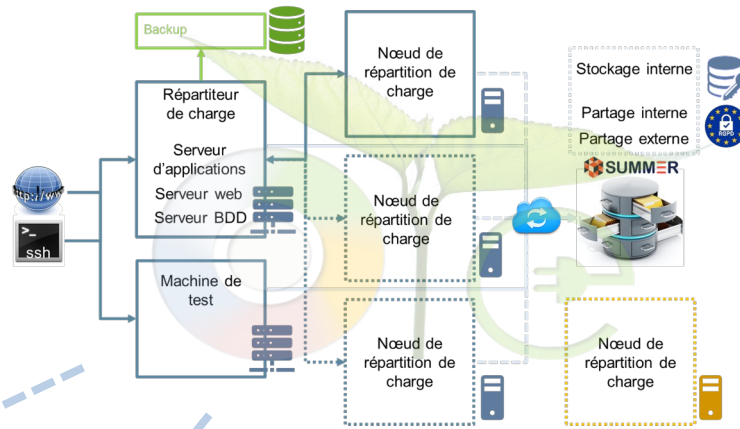 Backup
Répartiteur
de charge
Serveur
d'applications
Serveur web
Serveur BDD
Nœud de
répartition de
charge
Stockage interne
Partage interne
Partage externe
RGPD
SUMMER
http://ww
>_
ssh
Nœud de
répartition de
charge
Machine de
test
Nœud de
répartition de
charge
Nœud de
répartition de
charge